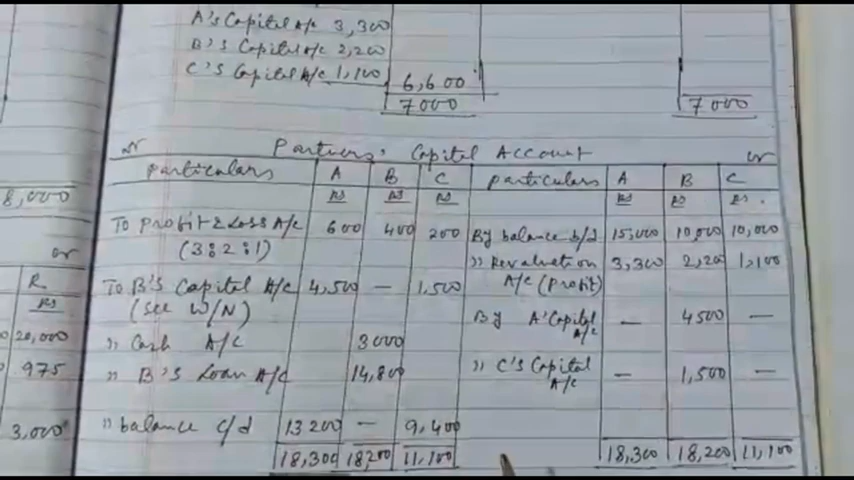 A's Capital A/c 3,300
B's Capital A/c 2,200
C's Capital A/c 1,100 6,600
7000 7000
8,000
Dr Partners' Capital Account Cr
Particulars A B C Particulars A B C
Rs Rs Rs Rs Rs Rs.
To Profit & Loss A/c 600 400 200 By balance b/d 15,000 10,000 10,000
(3:2:1) " Revaluation 3,300 2,200 1,100
A/c (Profit)
To B's Capital A/c 4,500 — 1,500
(See W/N) By A'Capital A/c — 4500 —
" Cash A/c 3000
" B's Loan A/c 14,800 " C's Capital A/c — 1,500 —
" balance c/d 13200 — 9,400
18,300 18,200 11,100 18,300 18,200 11,100
Cr
R
Rs
20,000
975
3,000